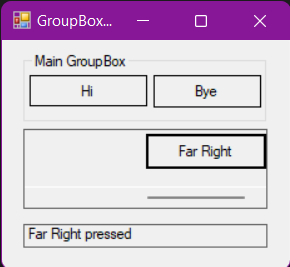 GroupBox...
Main GroupBox
Hi Bye
Far Right
Far Right pressed